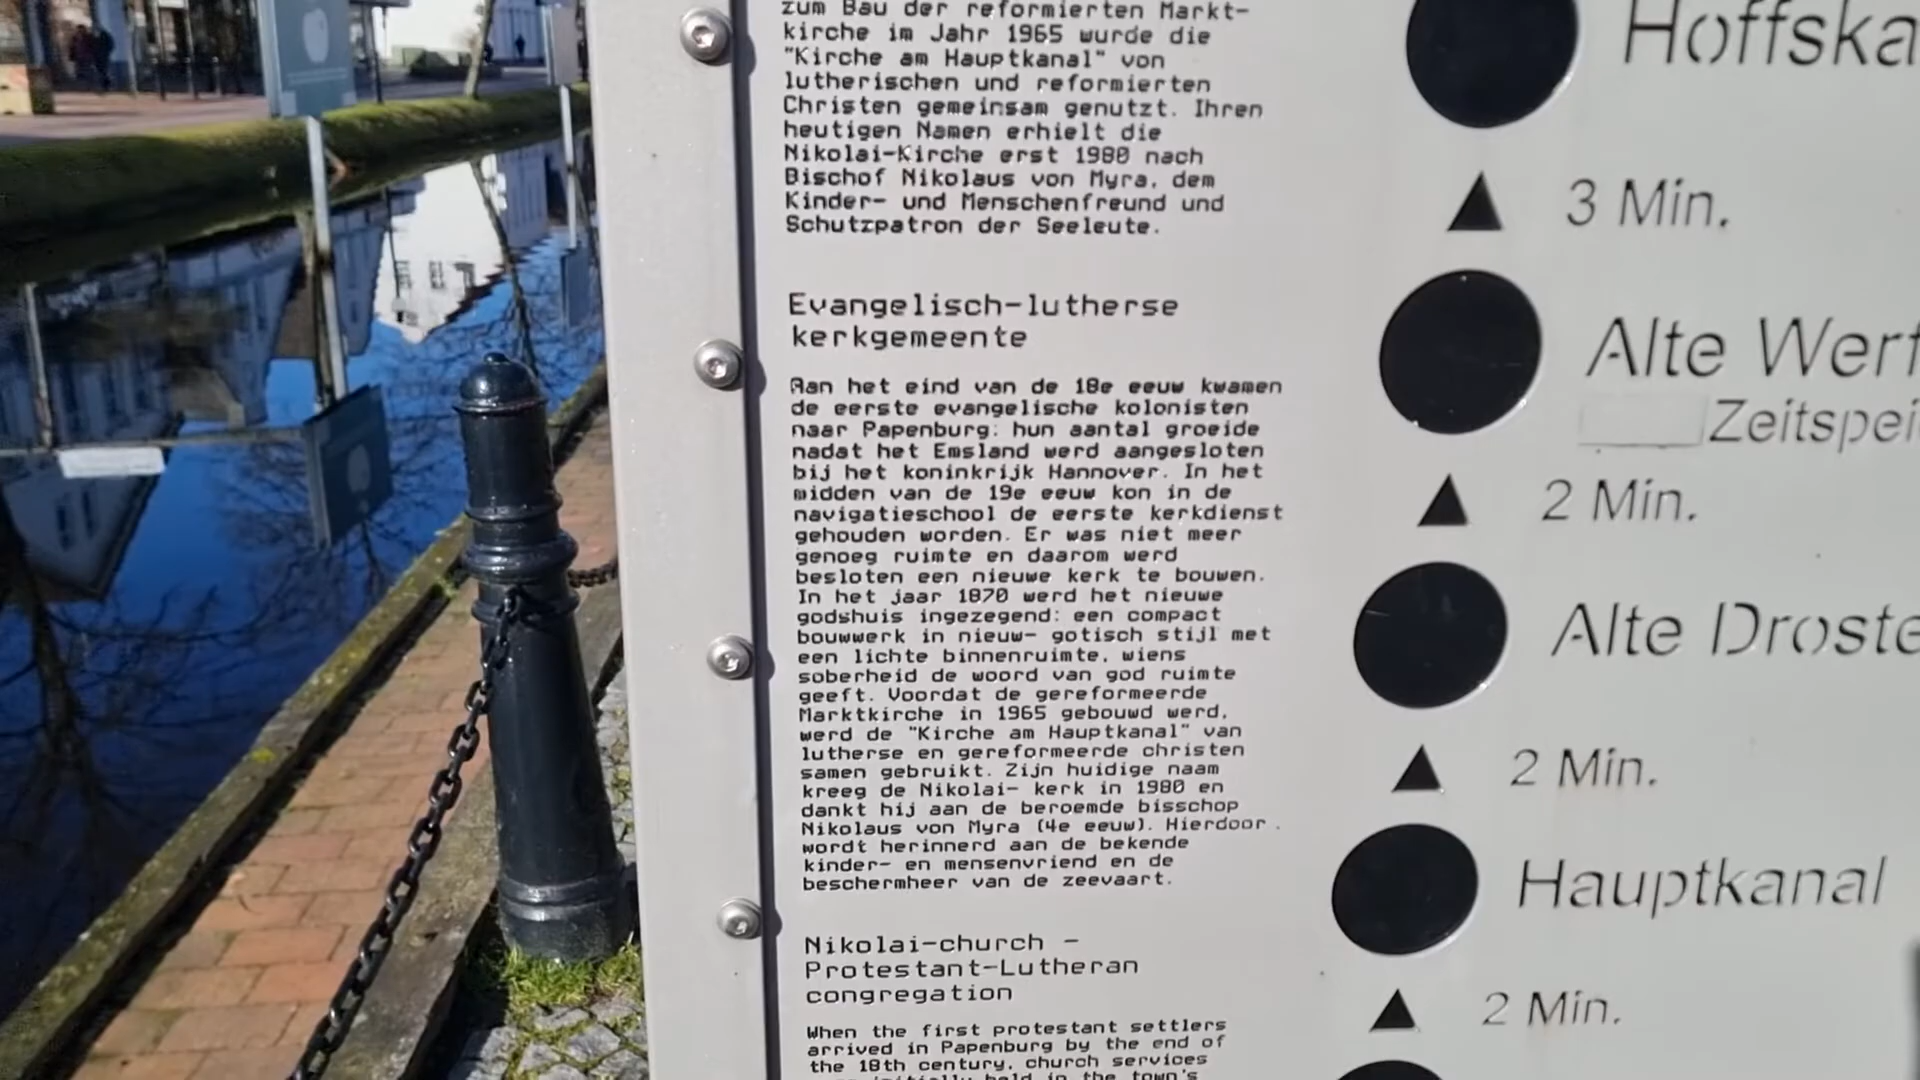 zum Bau der reformierten Markt-
kirche im Jahr 1965 wurde die
"Kirche am Hauptkanal" von
lutherischen und reformierten
Christen gemeinsam genutzt. Ihren
heutigen Namen erhielt die
Nikolai-Kirche erst 1980 nach
Bischof Nikolaus von Myra, dem
Kinder- und Menschenfreund und
Schutzpatron der Seeleute.
Evangelisch-lutherse
kerkgemeente
Aan het eind van de 18e eeuw kwamen
de eerste evangelische kolonisten
naar Papenburg; hun aantal groeide
nadat het Emsland werd aangesloten
bij het koninkrijk Hannover. In het
midden van de 19e eeuw kon in de
navigatieschool de eerste kerkdienst
gehouden worden. Er was niet meer
genoeg ruimte en daarom werd
besloten een nieuwe kerk te bouwen.
In het jaar 1870 werd het nieuwe
godshuis ingezegend: een compact
bouwwerk in nieuw- gotisch stijl met
een lichte binnenruimte, wiens
soberheid de woord van god ruimte
geeft. Voordat de gereformeerde
Marktkirche in 1965 gebouwd werd,
werd de "Kirche am Hauptkanal" van
lutherse en gereformeerde christen
samen gebruikt. Zijn huidige naam
kreeg de Nikolai- kerk in 1980 en
dankt hij aan de beroemde bisschop
Nikolaus von Myra (4e eeuw). Hierdoor
wordt herinnerd aan de bekende
kinder- en mensenvriend en de
beschermheer van de zeevaart.
Nikolai-church -
Protestant-Lutheran
congregation
When the first protestant settlers
arrived in Papenburg by the end of
the 18th century, church services
initially held in the town's
Hoffska
3 Min.
Alte Werf
Zeitspei
2 Min.
Alte Droste
2 Min.
Hauptkanal
2 Min.